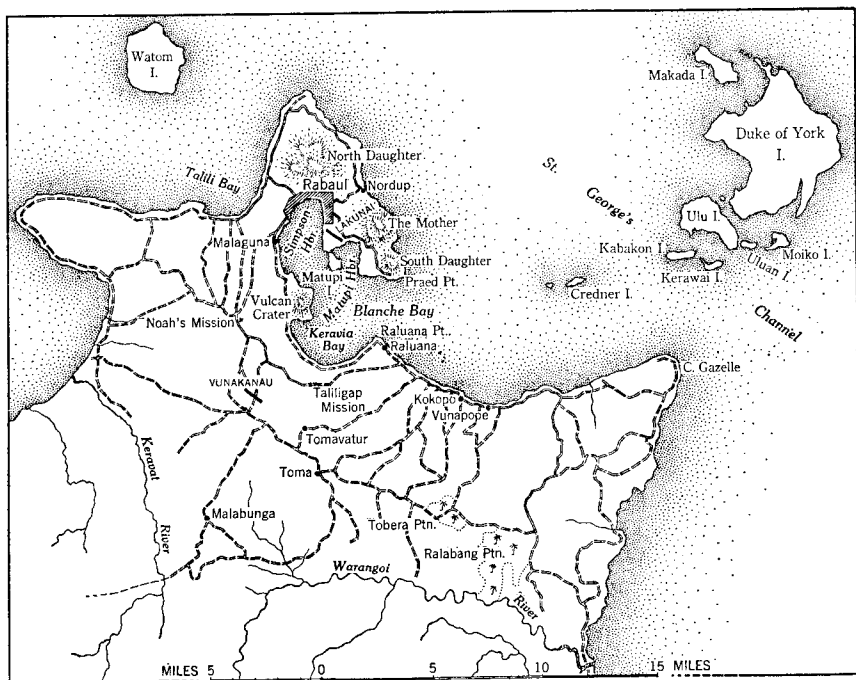 Watom
I.
Makada I.
Duke of York
I.
Talili Bay
North Daughter
Rabaul
Nordup
St.
George's
Channel
Simpson
Hbr.
LAKUNAI
The Mother
Malaguna
Matupi
Matupi Hbr.
South Daughter
Praed Pt.
Ulu I.
Kabakon I.
Kerawai I.
Uluan I.
Moiko I.
Credner I.
Vulcan
Crater
Blanche Bay
Keravia
Bay
Noah's Mission
Raluana Pt.
Raluana
C. Gazelle
VUNAKANAU
Taliligap
Mission
Kokopo
Vunapope
Tomavatur
Toma
Keravat
River
Malabunga
Tobera Ptn.
Ralabang Ptn.
Warangoi
River
MILES 5 0 5 10 15 MILES